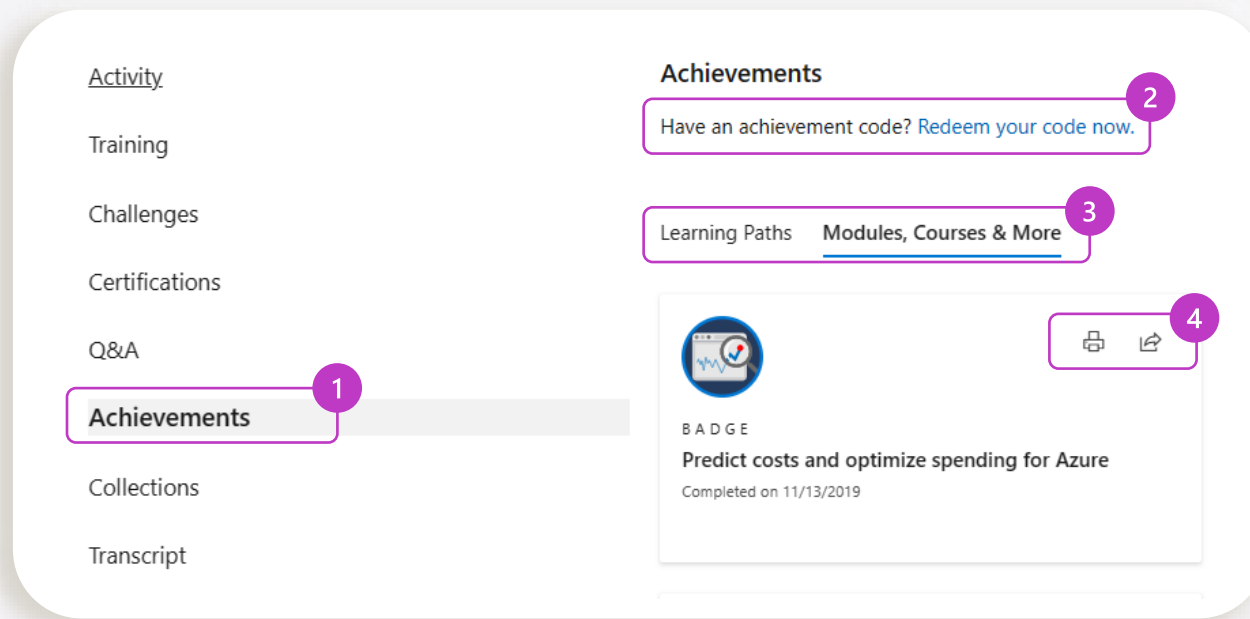 Activity
Training
Challenges
Certifications
Q&A
1
Achievements
Collections
Transcript
Achievements
2
Have an achievement code? Redeem your code now.
3
Learning Paths Modules, Courses & More
4
BADGE
Predict costs and optimize spending for Azure
Completed on 11/13/2019